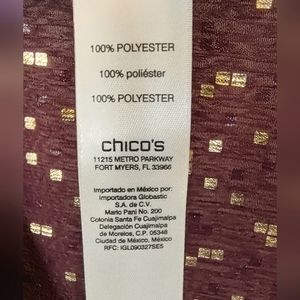 100% POLYESTER
100% poliéster
100% POLYESTER
chico's
11215 METRO PARKWAY
FORT MYERS, FL 33966
Importado en México por:
Importadora Globastic
S.A. de C.V.
Mario Pani No. 200
Colonia Santa Fe Cuajimalpa
Delegación Cuajimalpa
de Morelos, C.P. 05348
Ciudad de México, México
RFC: IGL090327SE5